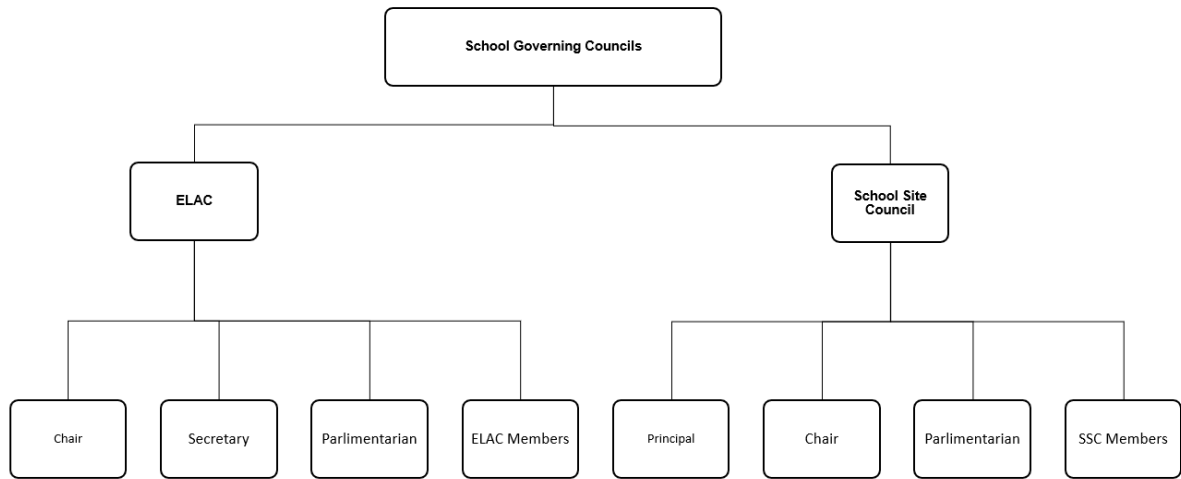 School Governing Councils
ELAC
School Site
Council
Chair
Secretary
Parlimentarian
ELAC Members
Principal
Chair
Parlimentarian
SSC Members